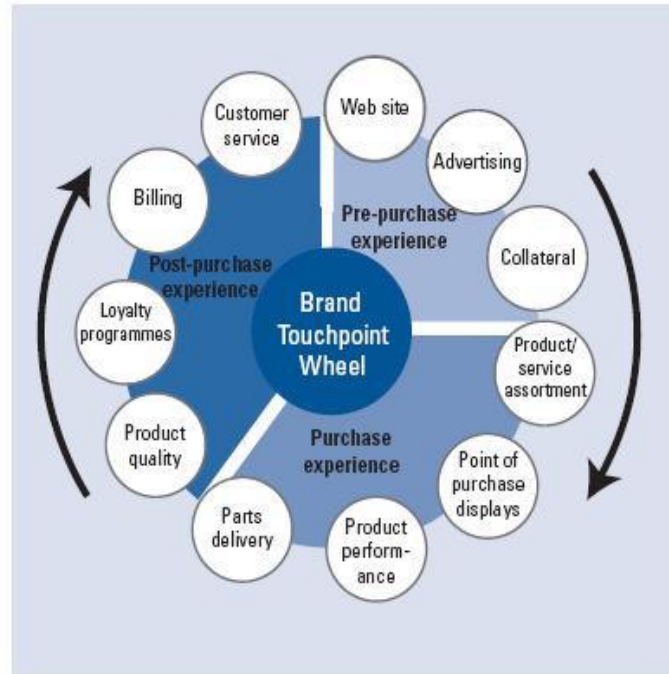 Web site
Advertising
Collateral
Pre-purchase
experience
Product/
service
assortment
Point of
purchase
displays
Product
perform-
ance
Parts
delivery
Purchase
experience
Product
quality
Loyalty
programmes
Billing
Customer
service
Post-purchase
experience
Brand
Touchpoint
Wheel